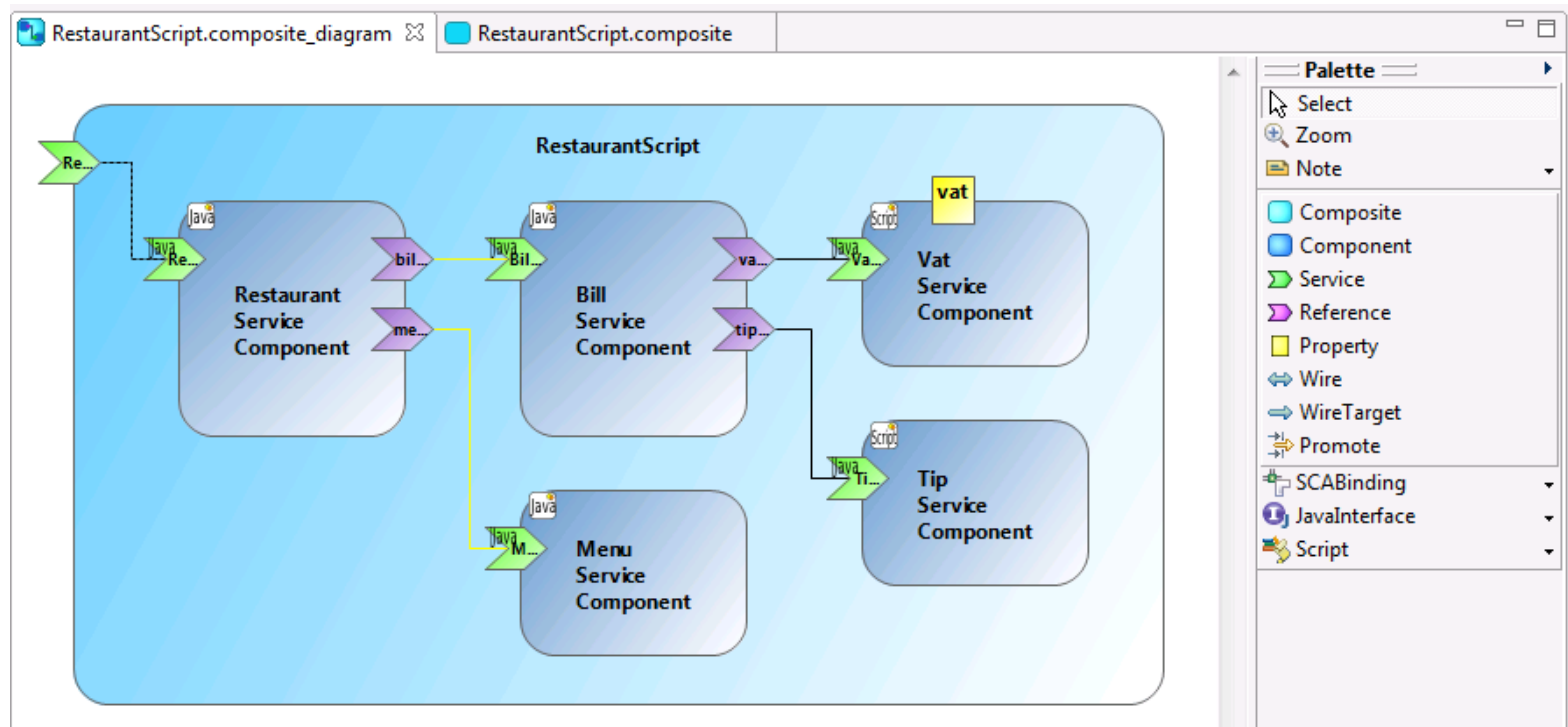 RestaurantScript.composite_diagram
RestaurantScript.composite
RestaurantScript
Re...
Java
Java
Re...
bil...
me...
Restaurant
Service
Component
Java
Java
Bil...
va...
tip...
Bill
Service
Component
vat
Script
Java
Va...
Vat
Service
Component
Java
Java
M...
Menu
Service
Component
Script
Java
Ti...
Tip
Service
Component
Palette
Select
Zoom
Note
Composite
Component
Service
Reference
Property
Wire
WireTarget
Promote
SCABinding
JavaInterface
Script